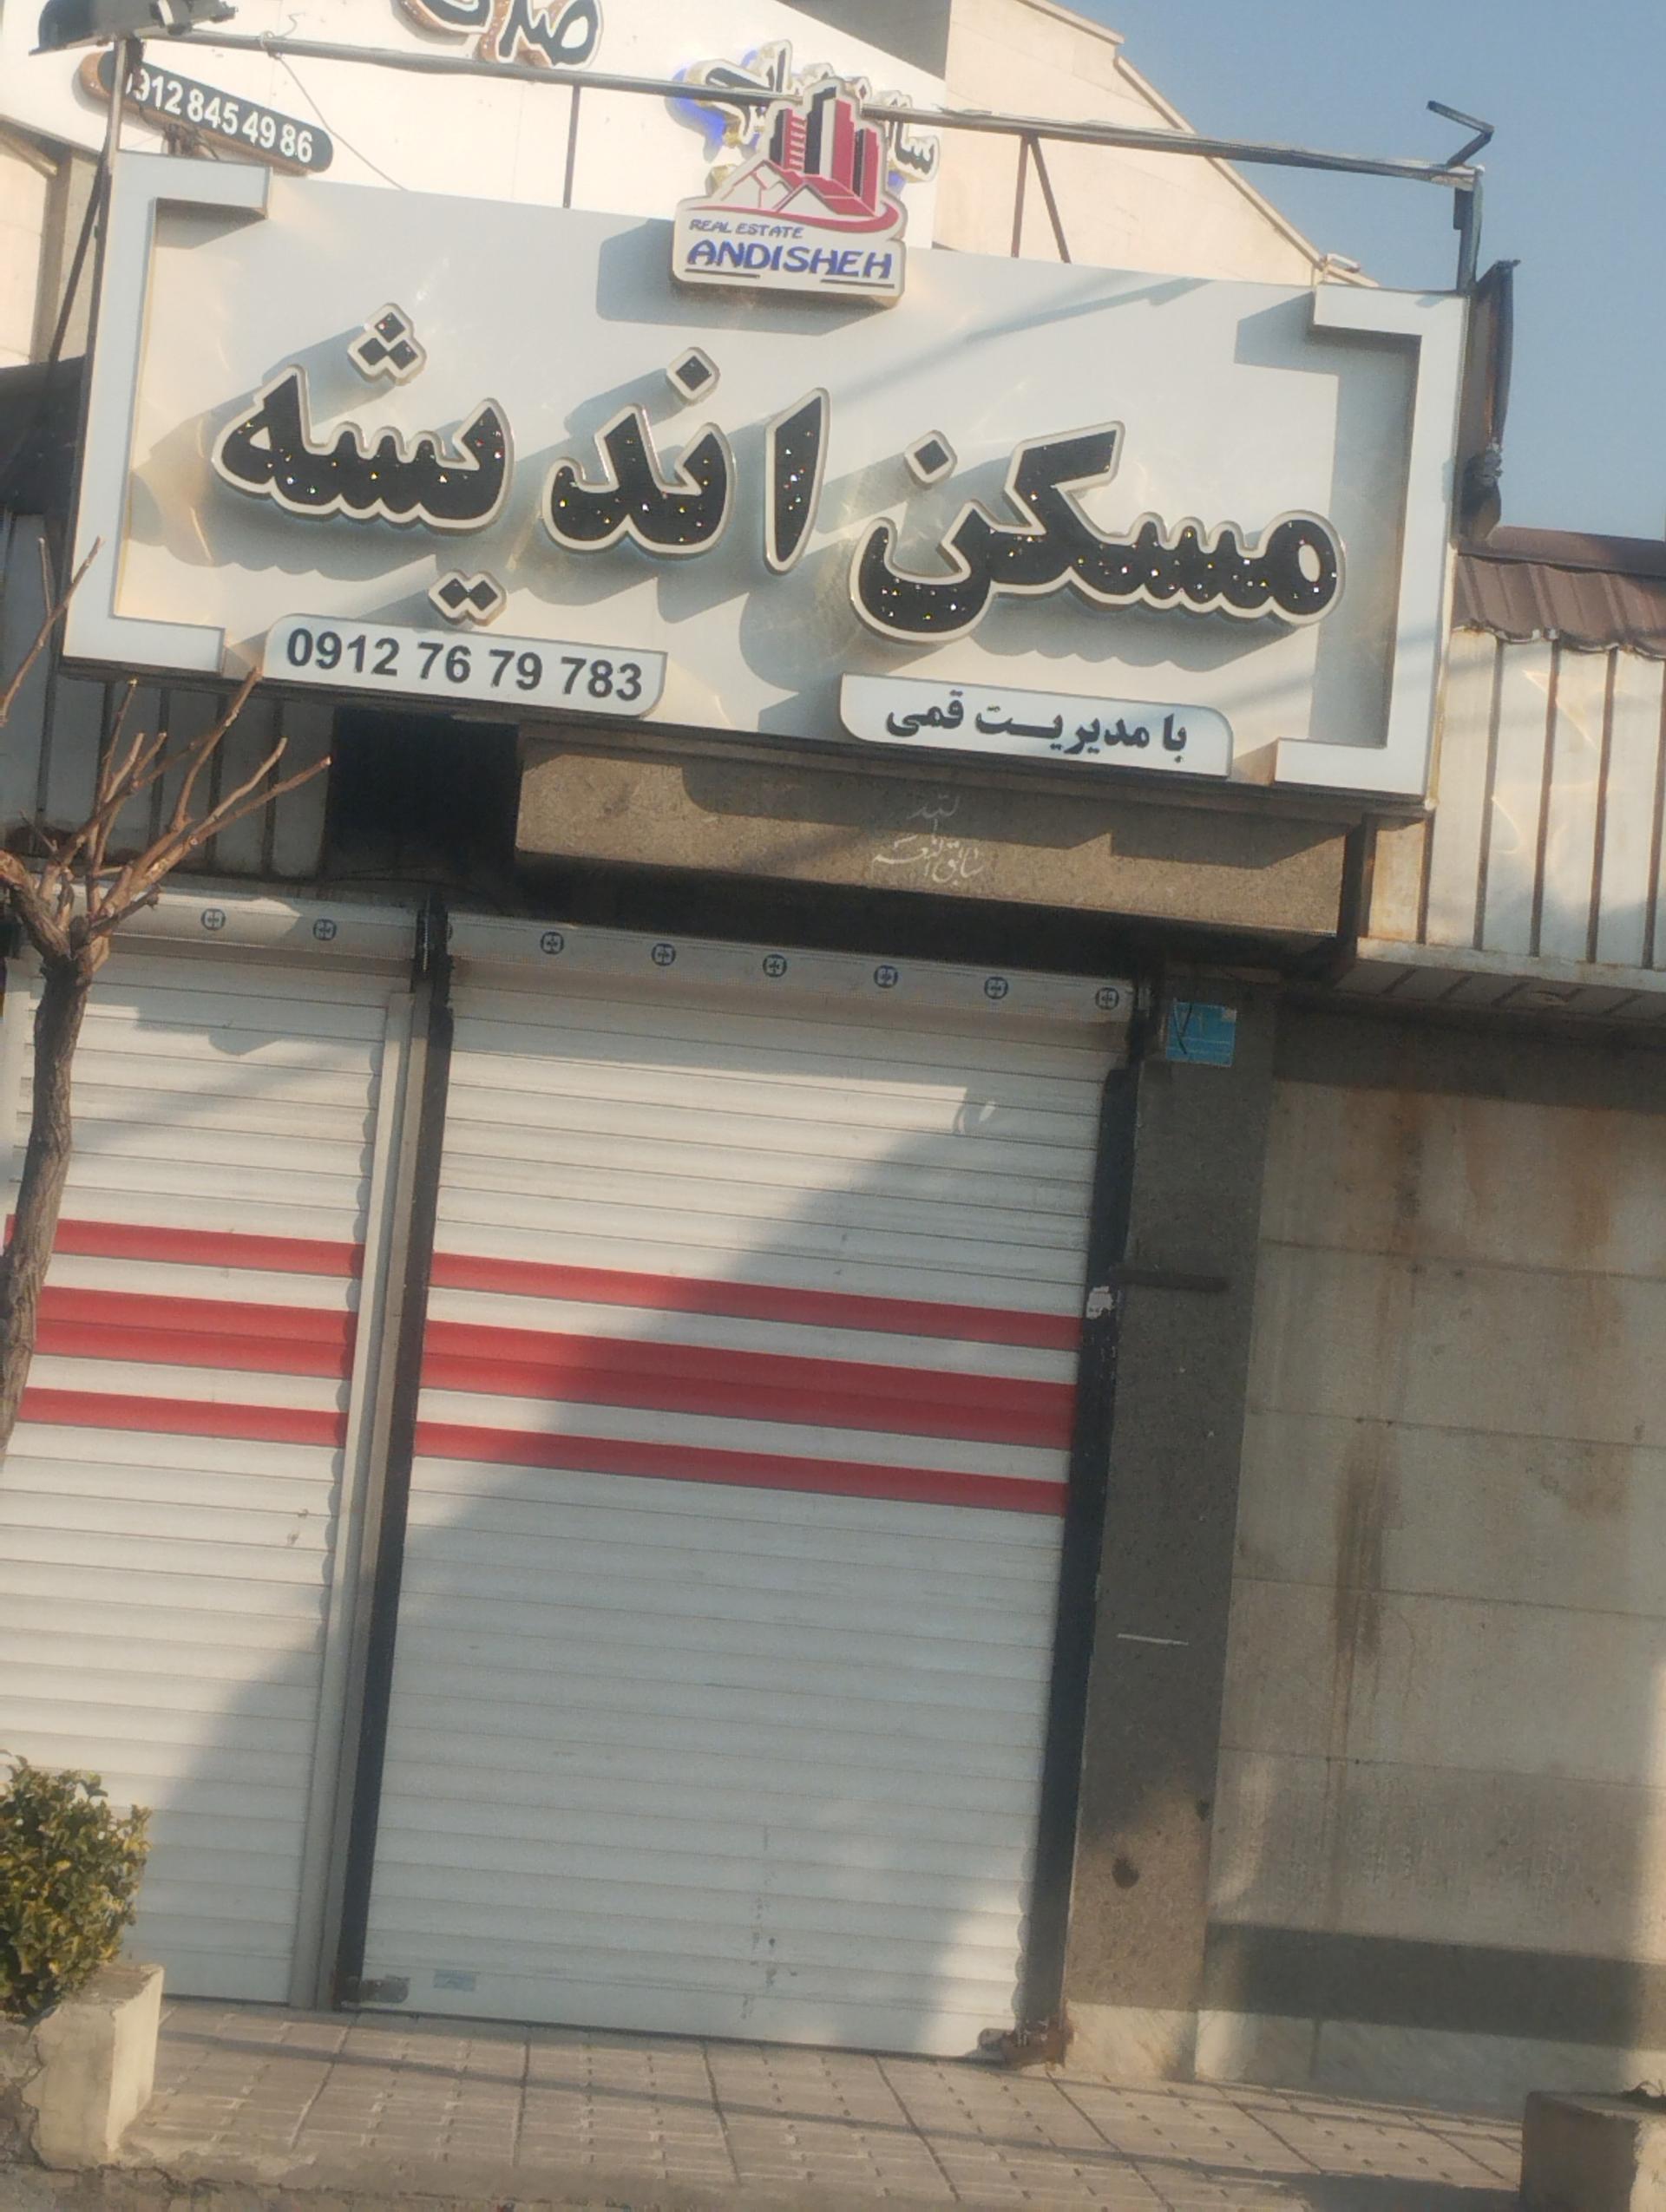 0912 845 49 86
REAL ESTATE
ANDISHEH
مسکن اندیشه
0912 76 79 783
با مدیریت قمی